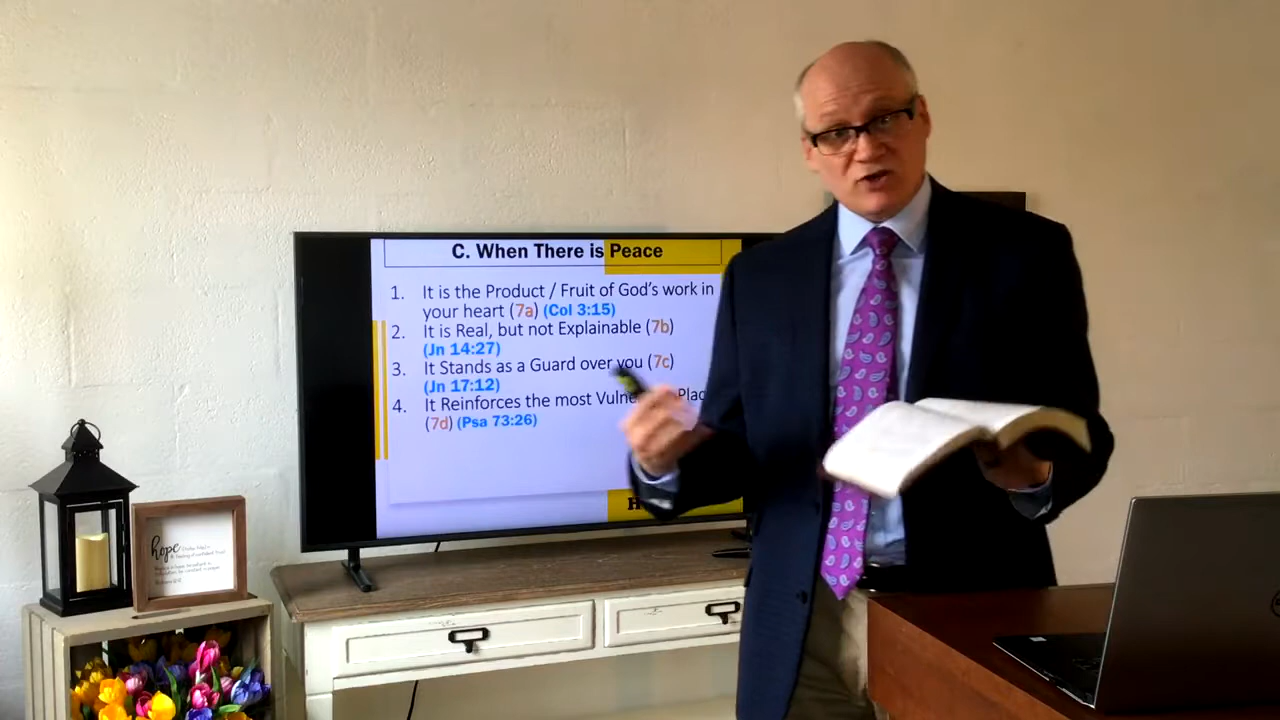 C. When There is Peace
1. It is the Product / Fruit of God's work in
your heart (7a) (Col 3:15)
2. It is Real, but not Explainable (7b)
(Jn 14:27)
3. It Stands as a Guard over you (7c)
(Jn 17:12)
4. It Reinforces the most
(7d) (Psa 73:26)
hope